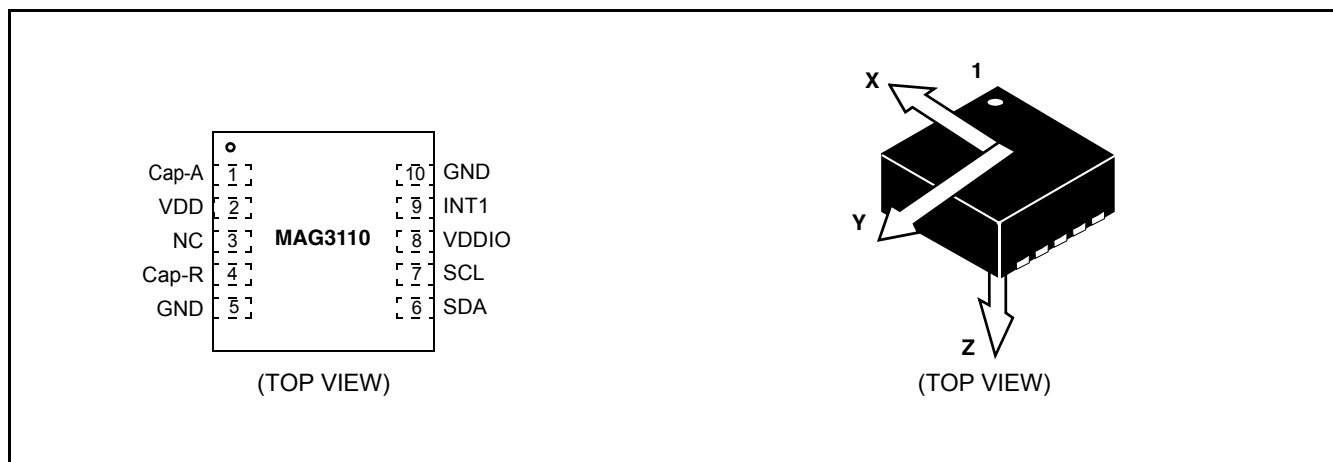 Cap-A 1 10 GND
VDD 2 9 INT1
NC 3 MAG3110 8 VDDIO
Cap-R 4 7 SCL
GND 5 6 SDA
(TOP VIEW)
1
X
Y
Z
(TOP VIEW)